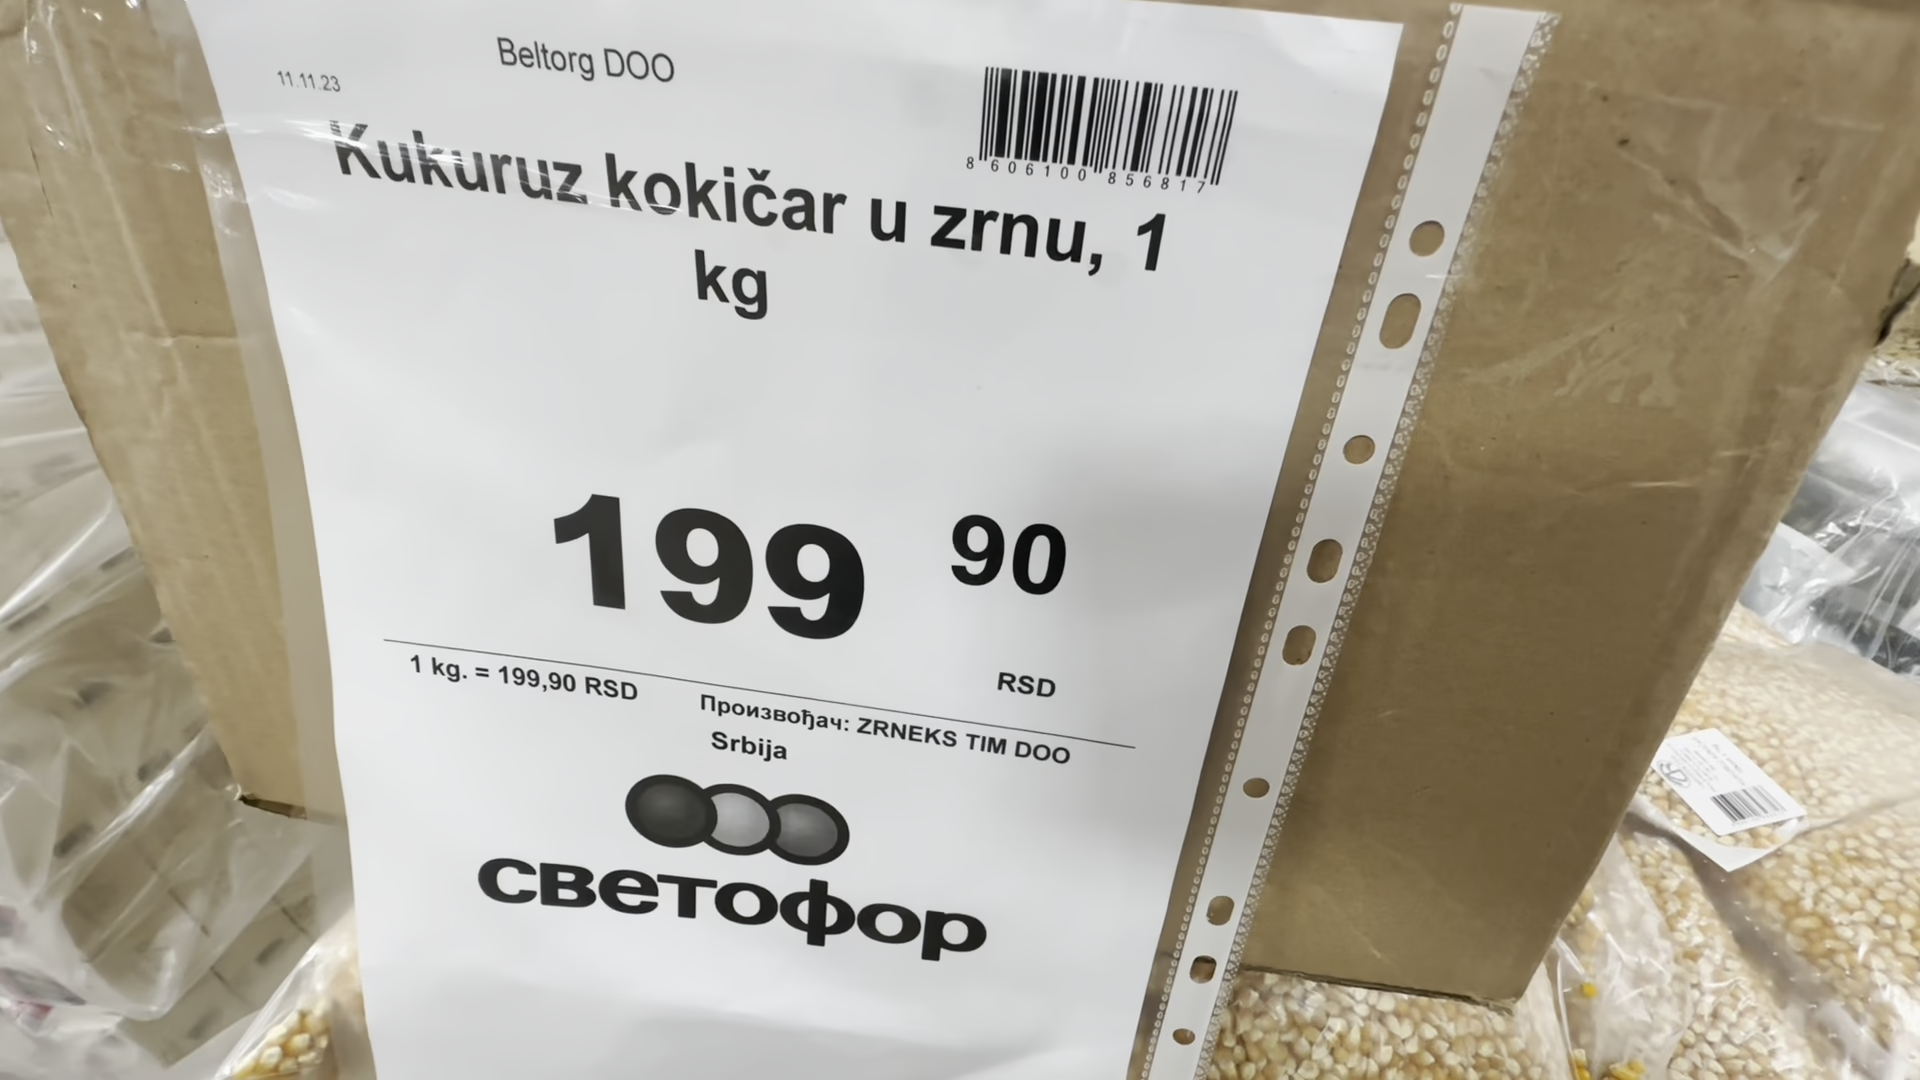 Beltorg DOO
11.11.23
8 606100 856817
Kukuruz kokičar u zrnu, 1
kg
199 90
RSD
1 kg. = 199,90 RSD
Произвођач: ZRNEKS TIM DOO
Srbija
светофор